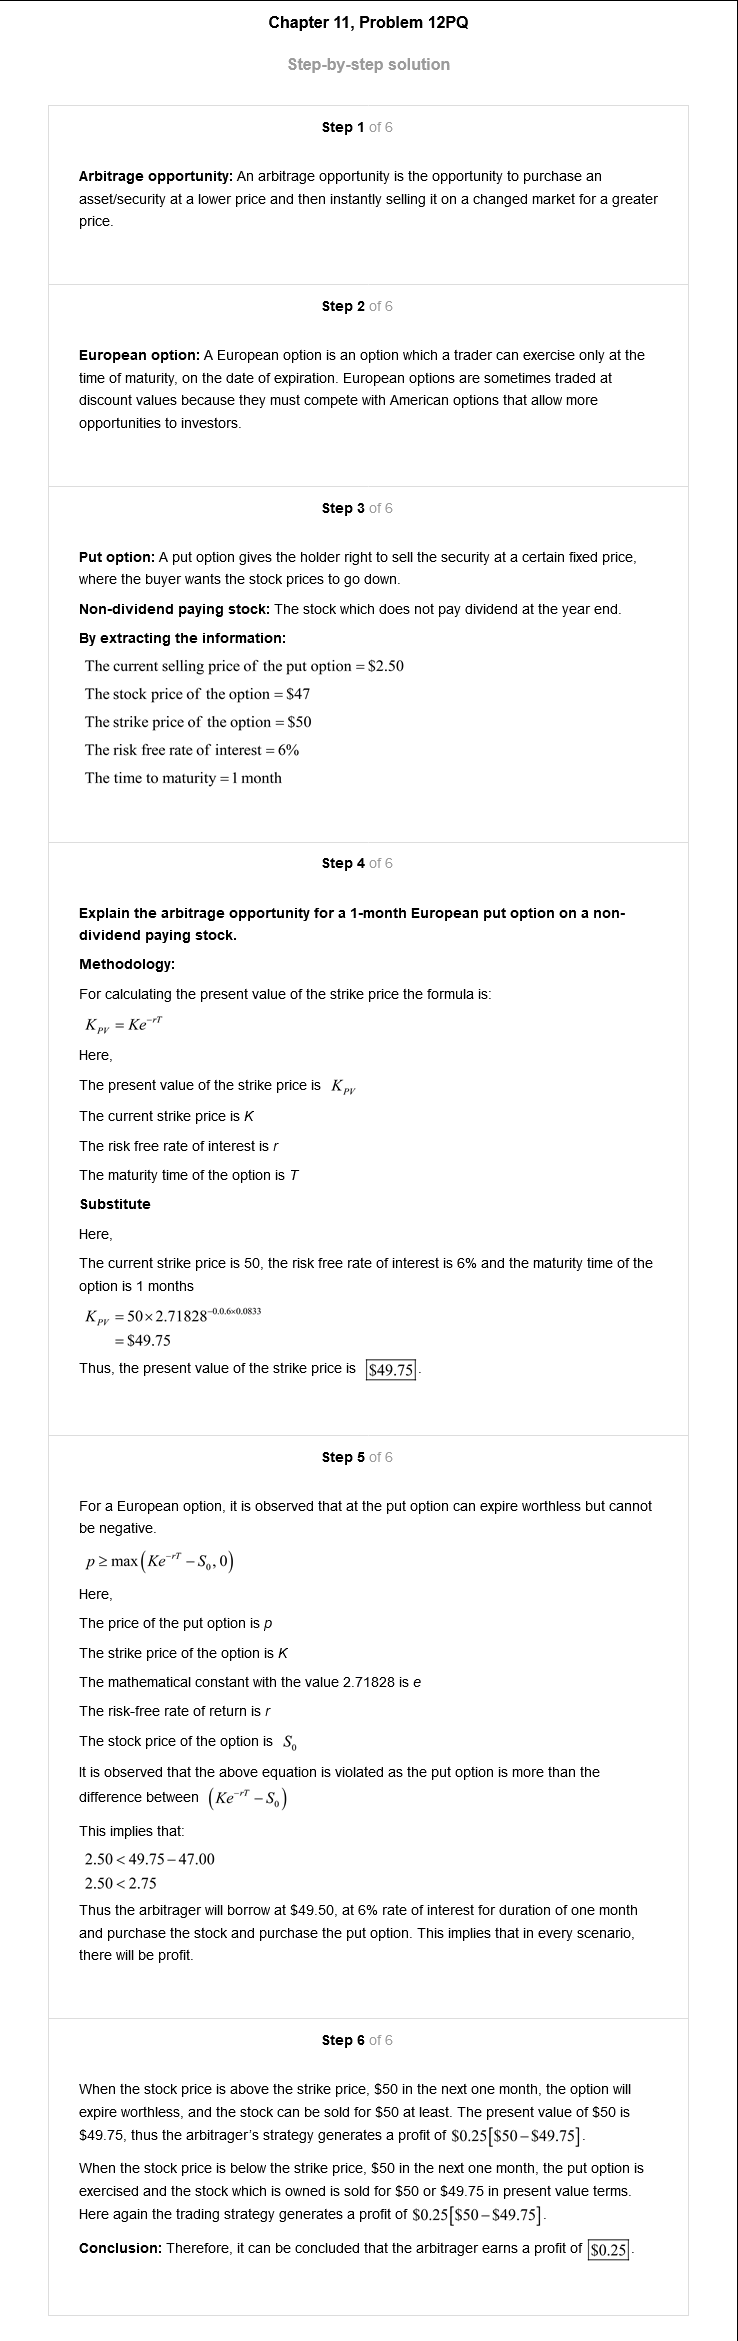 Chapter 11, Problem 12PQ
Step-by-step solution
Step 1 of 6
Arbitrage opportunity: An arbitrage opportunity is the opportunity to purchase an
asset/security at a lower price and then instantly selling it on a changed market for a greater
price.
Step 2 of 6
European option: A European option is an option which a trader can exercise only at the
time of maturity, on the date of expiration. European options are sometimes traded at
discount values because they must compete with American options that allow more
opportunities to investors.
Step 3 of 6
Put option: A put option gives the holder right to sell the security at a certain fixed price,
where the buyer wants the stock prices to go down.
Non-dividend paying stock: The stock which does not pay dividend at the year end.
By extracting the information:
The current selling price of the put option = $2.50
The stock price of the option = $47
The strike price of the option = $50
The risk free rate of interest = 6%
The time to maturity = 1 month
Step 4 of 6
Explain the arbitrage opportunity for a 1-month European put option on a non-
dividend paying stock.
Methodology:
For calculating the present value of the strike price the formula is:
K_PV = Ke^{-rT}
Here,
The present value of the strike price is K_PV
The current strike price is K
The risk free rate of interest is r
The maturity time of the option is T
Substitute
Here,
The current strike price is 50, the risk free rate of interest is 6% and the maturity time of the
option is 1 months
K_PV = 50×2.71828^{-0.0.6×0.0833}
= $49.75
Thus, the present value of the strike price is $49.75.
Step 5 of 6
For a European option, it is observed that at the put option can expire worthless but cannot
be negative.
p ≥ max(Ke^{-rT} − S_0, 0)
Here,
The price of the put option is p
The strike price of the option is K
The mathematical constant with the value 2.71828 is e
The risk-free rate of return is r
The stock price of the option is S_0
It is observed that the above equation is violated as the put option is more than the
difference between (Ke^{-rT} − S_0)
This implies that:
2.50 < 49.75 − 47.00
2.50 < 2.75
Thus the arbitrager will borrow at $49.50, at 6% rate of interest for duration of one month
and purchase the stock and purchase the put option. This implies that in every scenario,
there will be profit.
Step 6 of 6
When the stock price is above the strike price, $50 in the next one month, the option will
expire worthless, and the stock can be sold for $50 at least. The present value of $50 is
$49.75, thus the arbitrager's strategy generates a profit of $0.25[$50 − $49.75].
When the stock price is below the strike price, $50 in the next one month, the put option is
exercised and the stock which is owned is sold for $50 or $49.75 in present value terms.
Here again the trading strategy generates a profit of $0.25[$50 − $49.75].
Conclusion: Therefore, it can be concluded that the arbitrager earns a profit of $0.25.